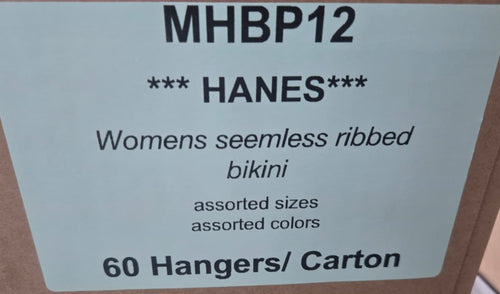 MHBP12
*** HANES***
Womens seemless ribbed
bikini
assorted sizes
assorted colors
60 Hangers/ Carton